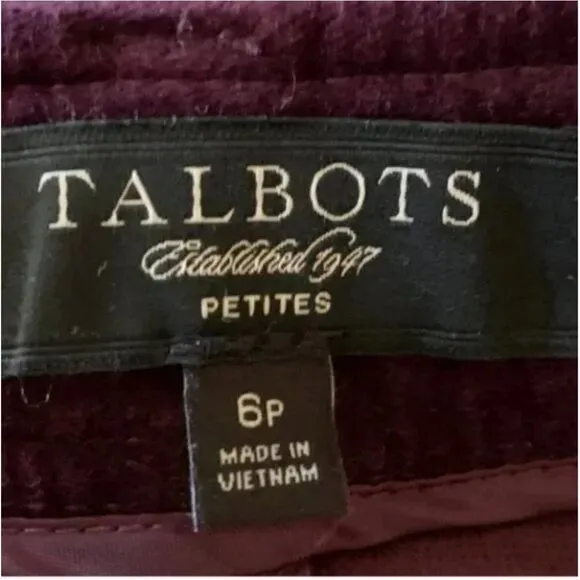 TALBOTS
Established 1947
PETITES
6P
MADE IN
VIETNAM